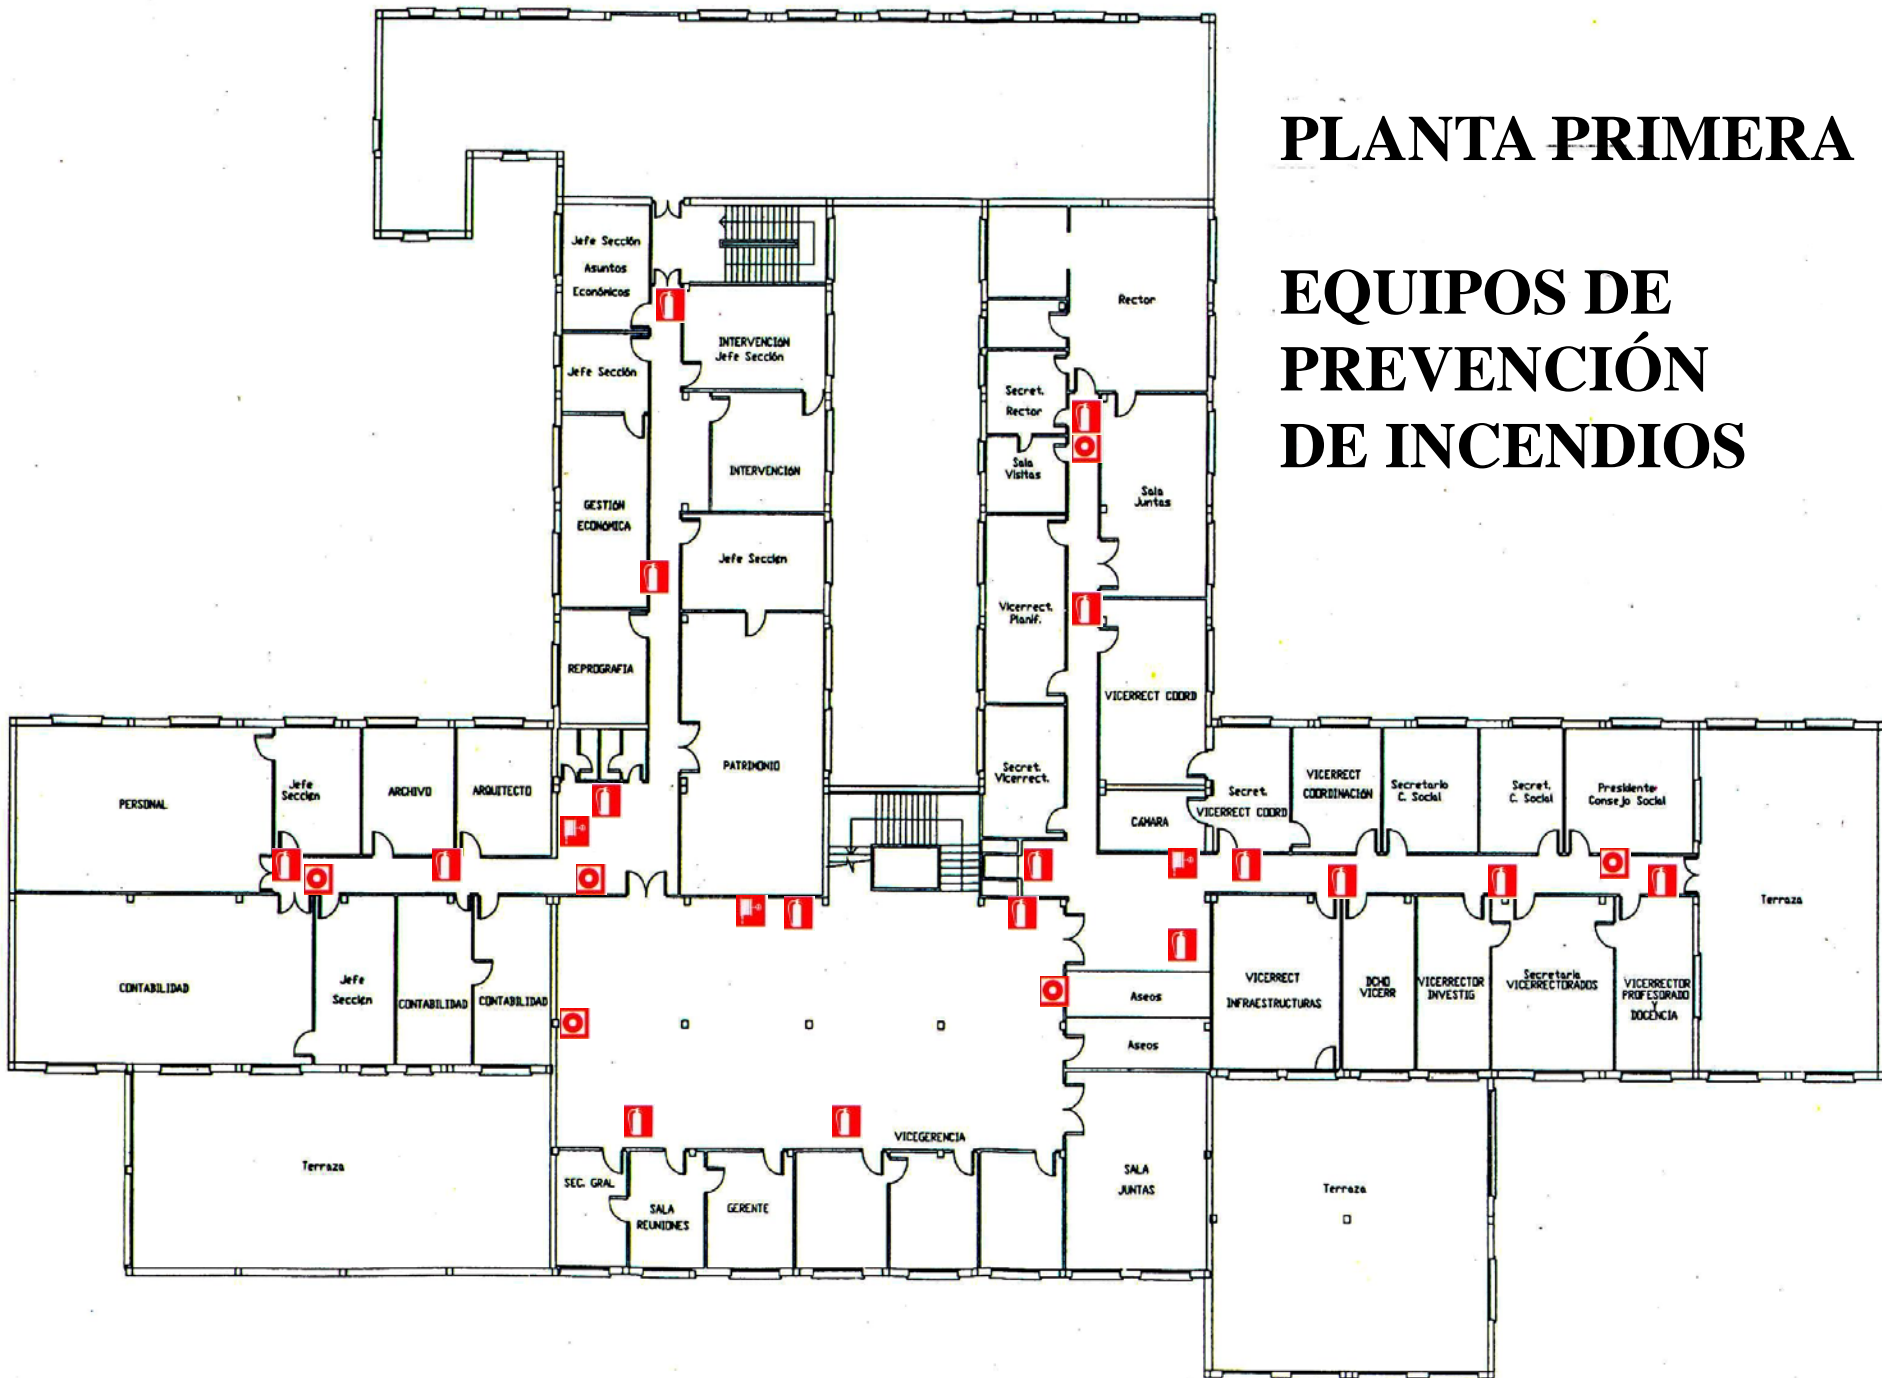 PLANTA PRIMERA
EQUIPOS DE
PREVENCIÓN
DE INCENDIOS
Jefe Sección
Asuntos
Económicos
Jefe Sección
GESTIÓN
ECONÓMICA
REPROGRAFIA
INTERVENCIÓN
Jefe Sección
INTERVENCIÓN
Jefe Sección
PATRIMONIO
Rector
Secret.
Rector
Sala
Visitas
Sala
Juntas
Vicerrect.
Planif.
VICERRECT COORD
Secret.
Vicerrect.
CÁMARA
PERSONAL
Jefe
Sección
ARCHIVO
ARQUITECTO
Secret.
VICERRECT COORD
VICERRECT
COORDINACIÓN
Secretario
C. Social
Secret.
C. Social
Presidente
Consejo Social
Terraza
CONTABILIDAD
Jefe
Sección
CONTABILIDAD
CONTABILIDAD
Aseos
Aseos
VICERRECT
INFRAESTRUCTURAS
DCHO
VICERR
VICERRECTOR
INVESTIG
Secretaria
VICERRECTORADOS
VICERRECTOR
PROFESORADO
Y
DOCENCIA
Terraza
VICEGERENCIA
SEC. GRAL
SALA
REUNIONES
GERENTE
SALA
JUNTAS
Terraza